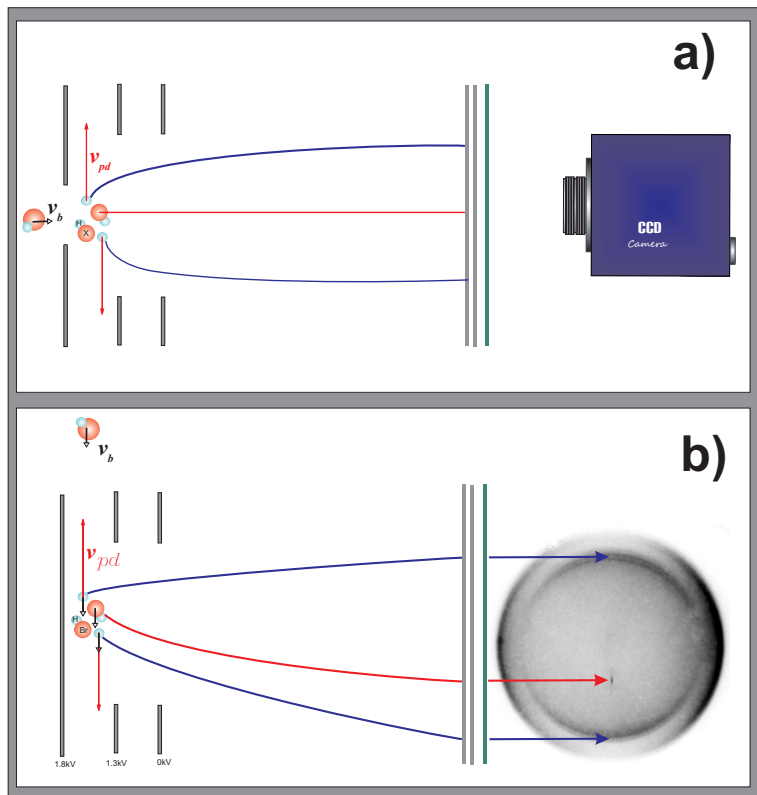 a)
v_pd
v_b
H
X
CCD
Camera
b)
v_b
v_pd
H
Br
1.8kV 1.3kV 0kV